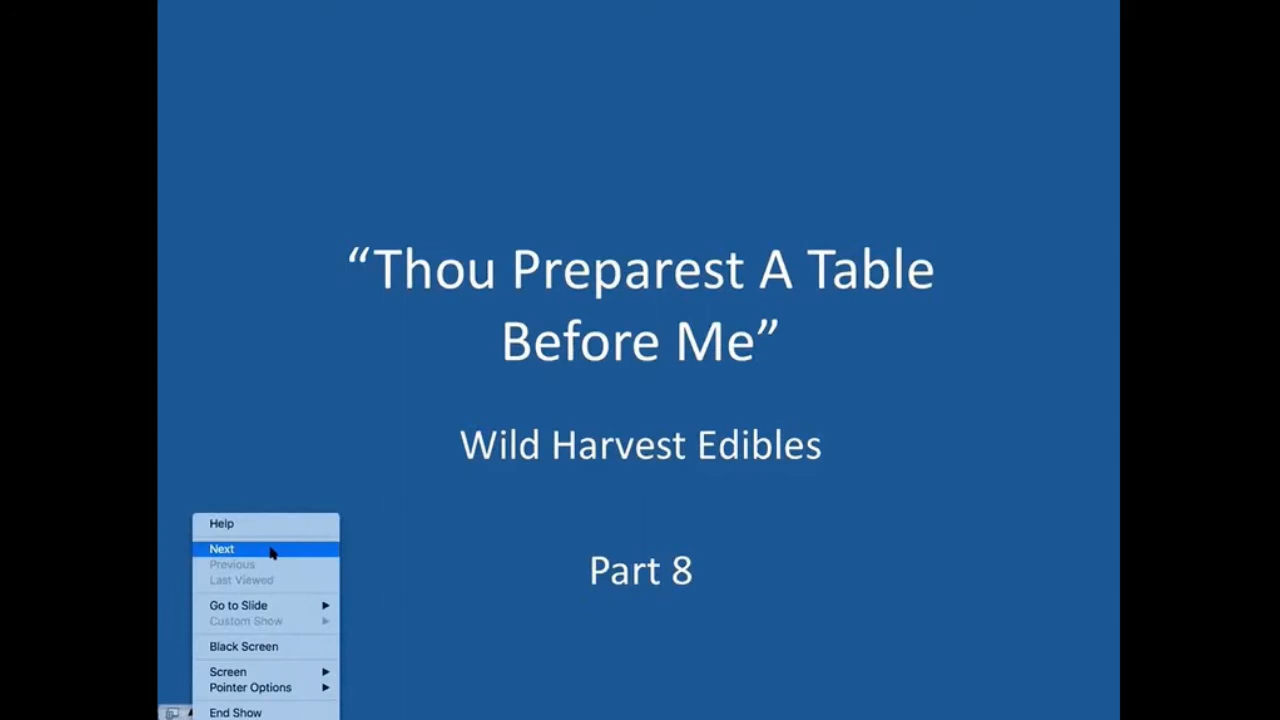 “Thou Preparest A Table
Before Me”
Wild Harvest Edibles
Part 8
Help
Next
Previous
Last Viewed
Go to Slide
Custom Show
Black Screen
Screen
Pointer Options
End Show